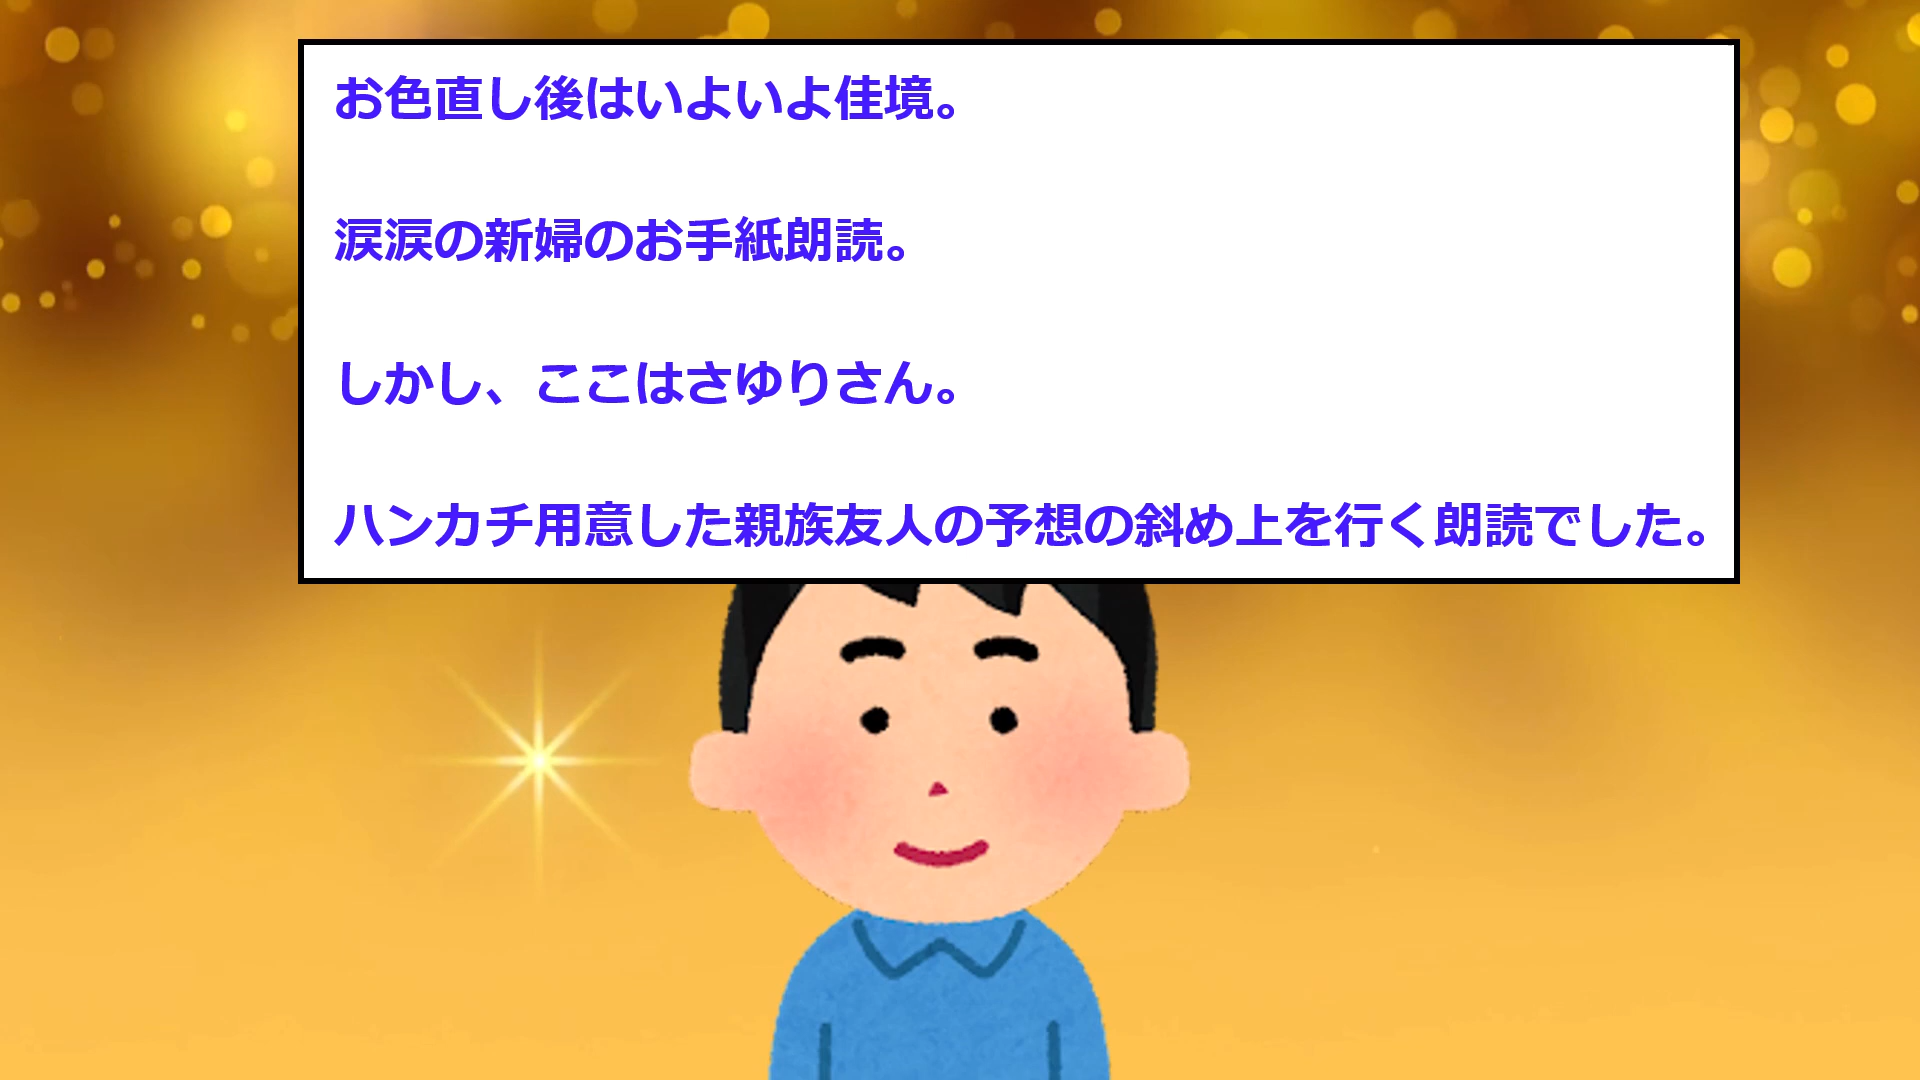 お色直し後はいよいよ佳境。
涙涙の新婦のお手紙朗読。
しかし、ここはさゆりさん。
ハンカチ用意した親族友人の予想の斜め上を行く朗読でした。